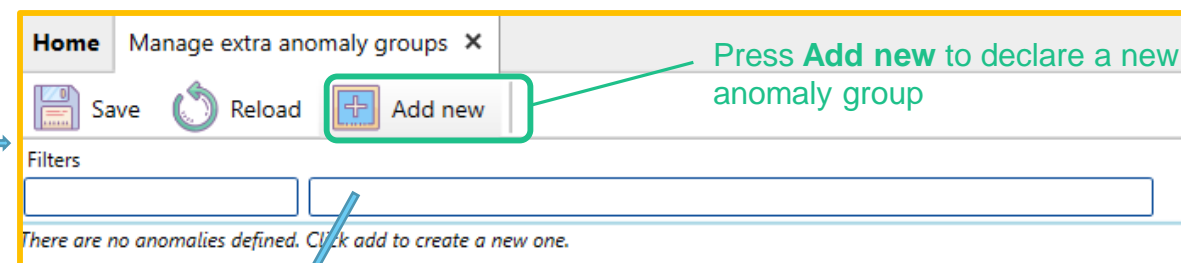 Home Manage extra anomaly groups ×
Press Add new to declare a new
anomaly group
Save Reload Add new
Filters
There are no anomalies defined. Click add to create a new one.